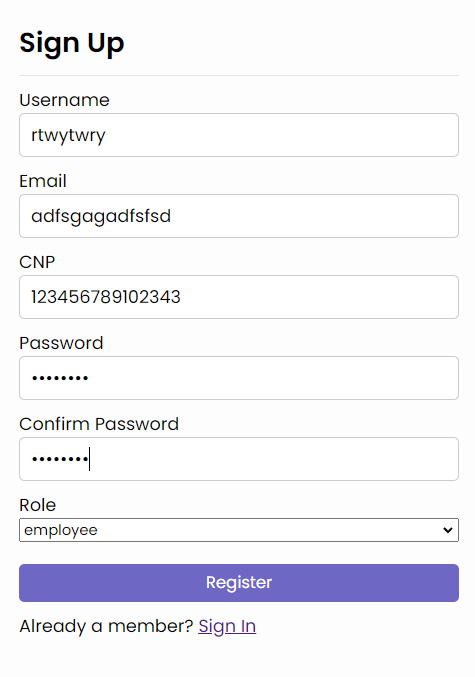 Sign Up
Username
rtwytwry
Email
adfsgagadfsfsd
CNP
123456789102343
Password
••••••••
Confirm Password
••••••••
Role
employee
Register
Already a member? Sign In